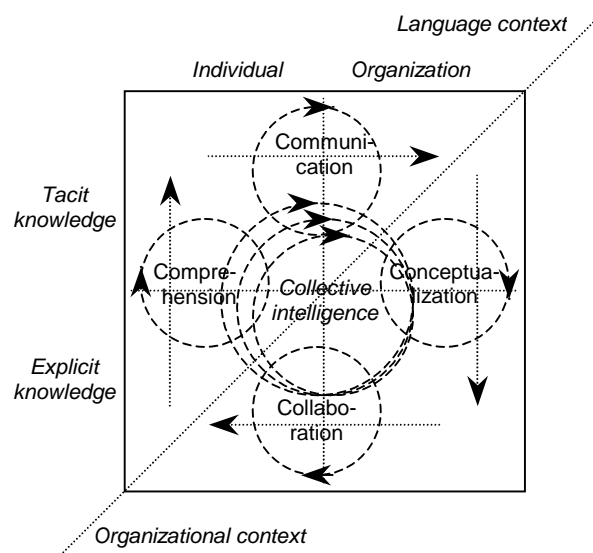 Language context
Individual Organization
Communi-
cation
Tacit
knowledge
Compre-
hension
Conceptua-
lization
Collective
intelligence
Explicit
knowledge
Collabo-
ration
Organizational context